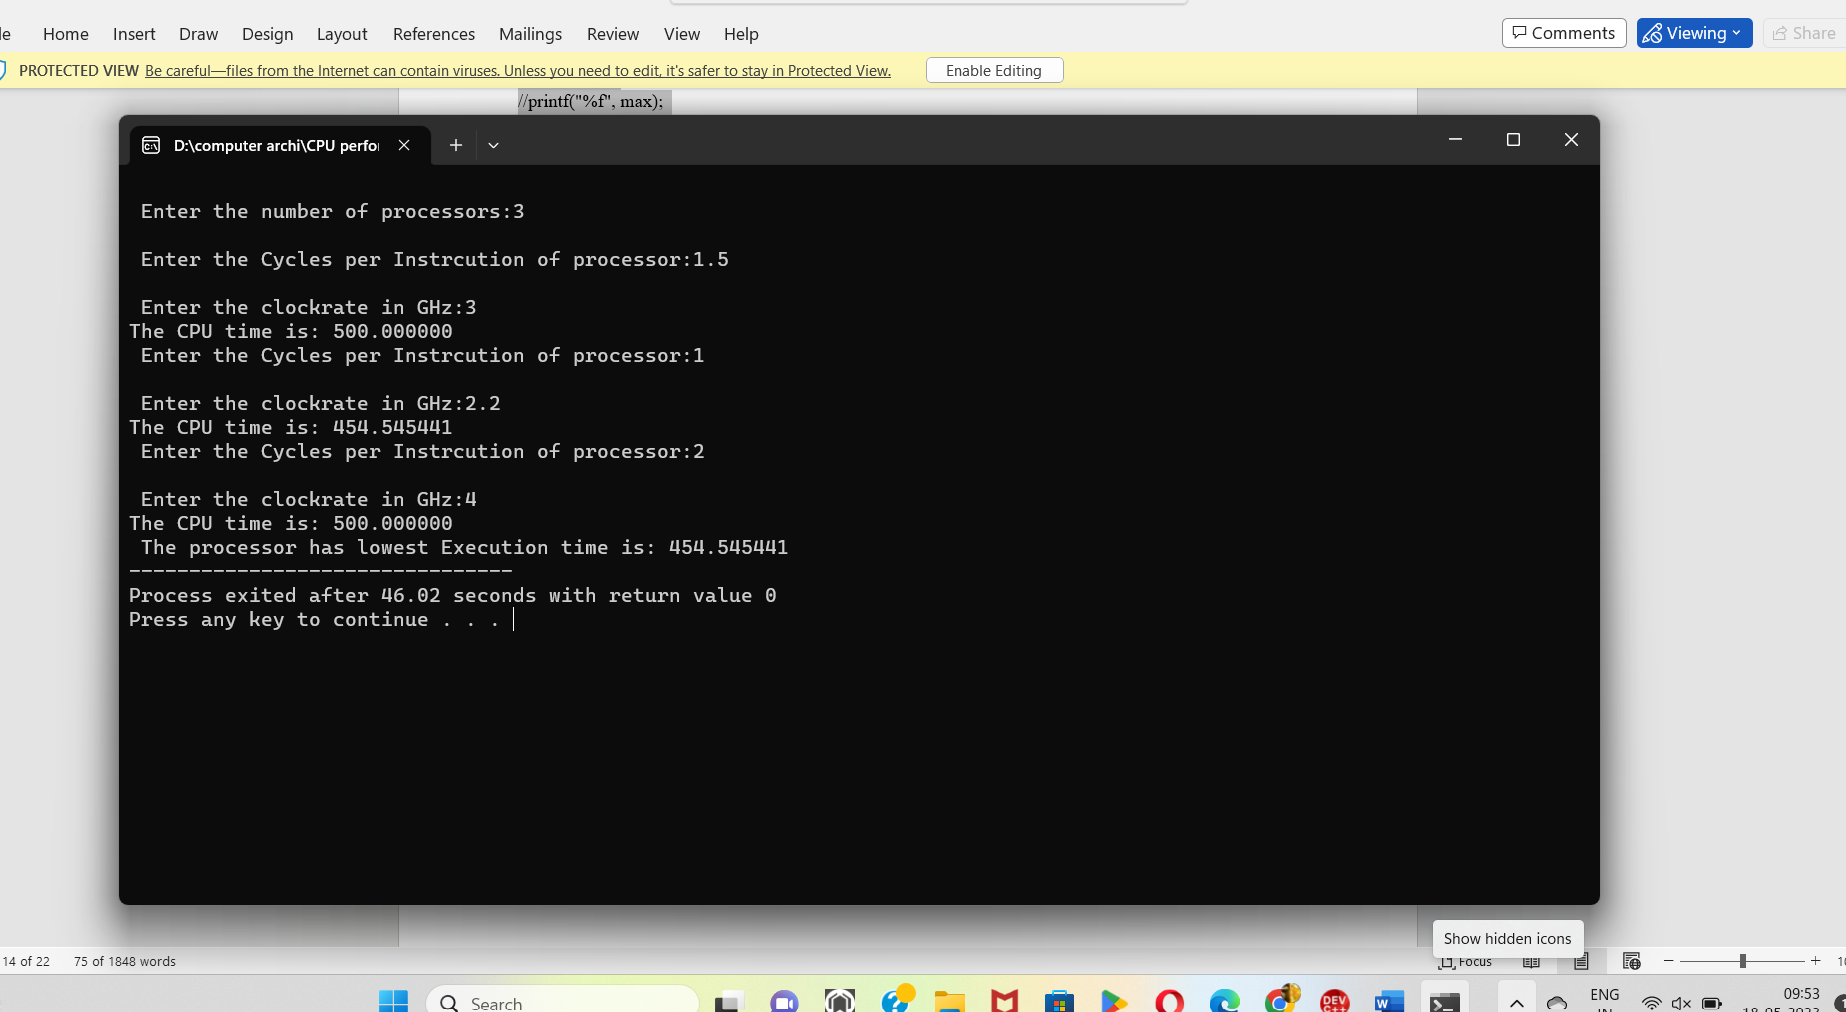 Home Insert Draw Design Layout References Mailings Review View Help Comments Viewing Share
PROTECTED VIEW Be careful—files from the Internet can contain viruses. Unless you need to edit, it's safer to stay in Protected View. Enable Editing
//printf("%f", max);
D:\computer archi\CPU perfo
Enter the number of processors:3
Enter the Cycles per Instrcution of processor:1.5
Enter the clockrate in GHz:3
The CPU time is: 500.000000
Enter the Cycles per Instrcution of processor:1
Enter the clockrate in GHz:2.2
The CPU time is: 454.545441
Enter the Cycles per Instrcution of processor:2
Enter the clockrate in GHz:4
The CPU time is: 500.000000
The processor has lowest Execution time is: 454.545441
--------------------------------
Process exited after 46.02 seconds with return value 0
Press any key to continue . . .
Show hidden icons
14 of 22 75 of 1848 words Focus
Search
ENG 09:53